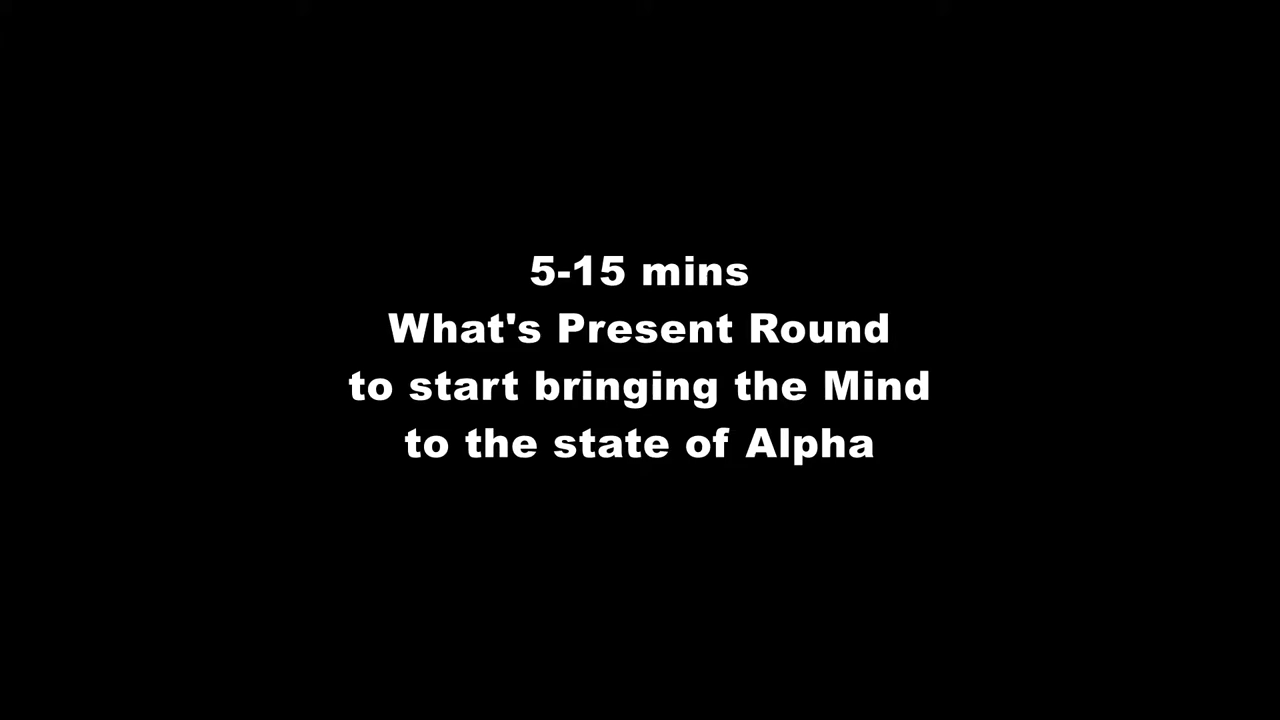 5-15 mins
What's Present Round
to start bringing the Mind
to the state of Alpha